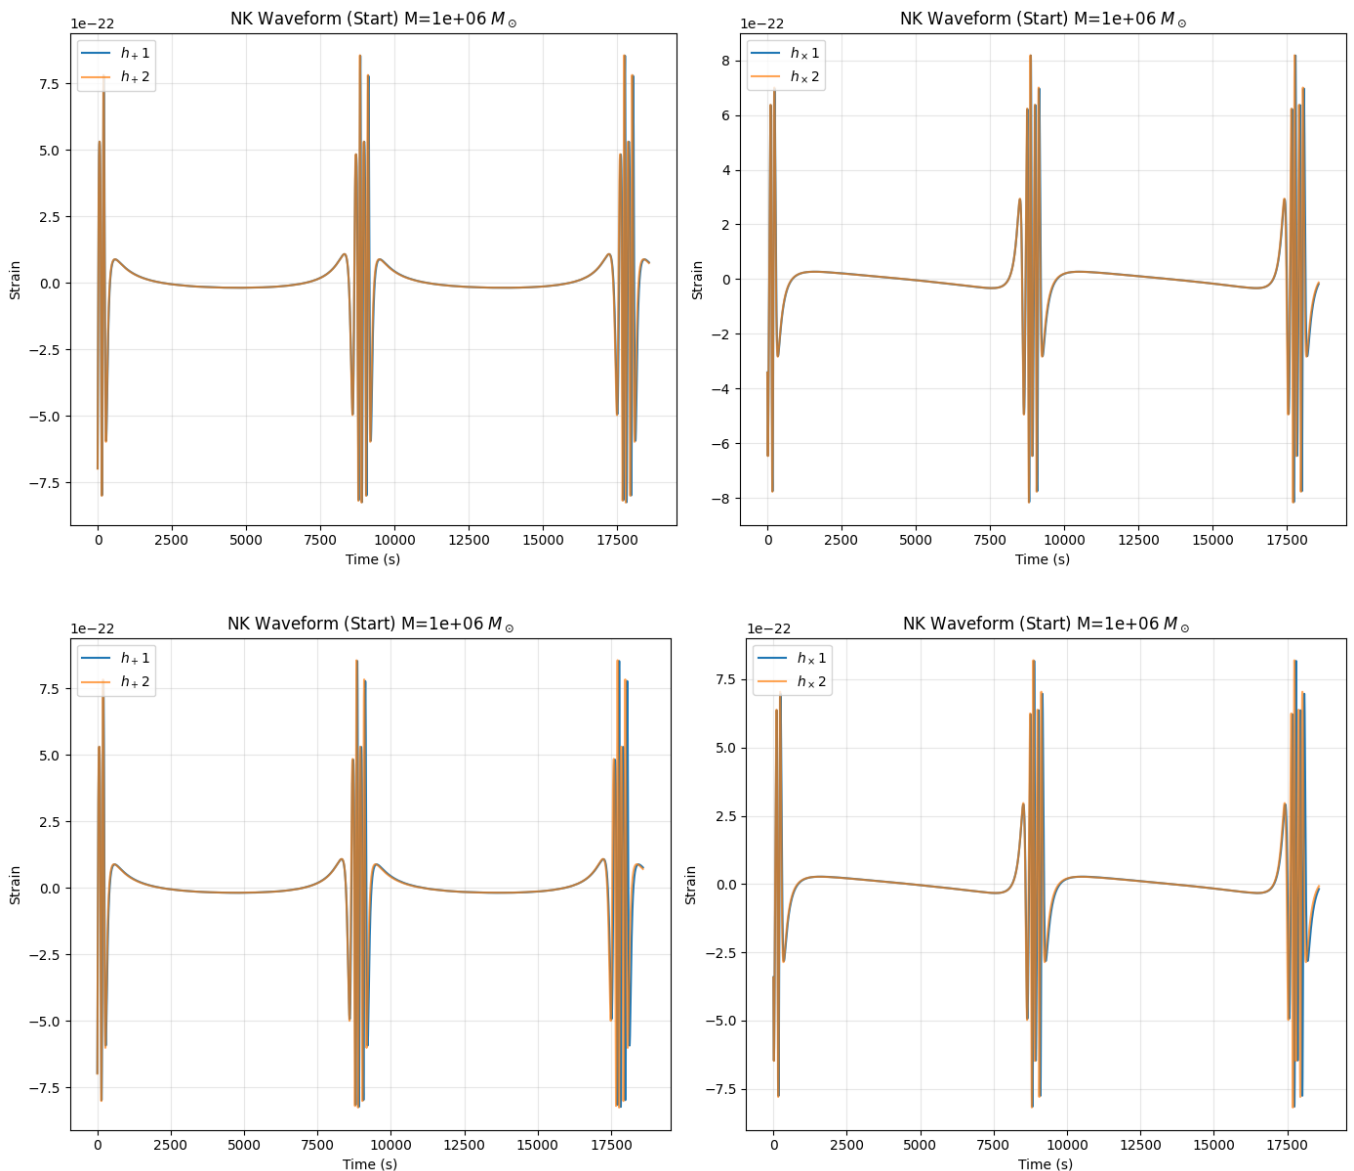 NK Waveform (Start) M=1e+06 M⊙
1e−22
h₊1
h₊2
7.5
5.0
2.5
0.0
−2.5
−5.0
−7.5
Strain
0 2500 5000 7500 10000 12500 15000 17500
Time (s)
NK Waveform (Start) M=1e+06 M⊙
1e−22
h×1
h×2
8
6
4
2
0
−2
−4
−6
−8
Strain
0 2500 5000 7500 10000 12500 15000 17500
Time (s)
NK Waveform (Start) M=1e+06 M⊙
1e−22
h₊1
h₊2
7.5
5.0
2.5
0.0
−2.5
−5.0
−7.5
Strain
0 2500 5000 7500 10000 12500 15000 17500
Time (s)
NK Waveform (Start) M=1e+06 M⊙
1e−22
h×1
h×2
7.5
5.0
2.5
0.0
−2.5
−5.0
−7.5
Strain
0 2500 5000 7500 10000 12500 15000 17500
Time (s)